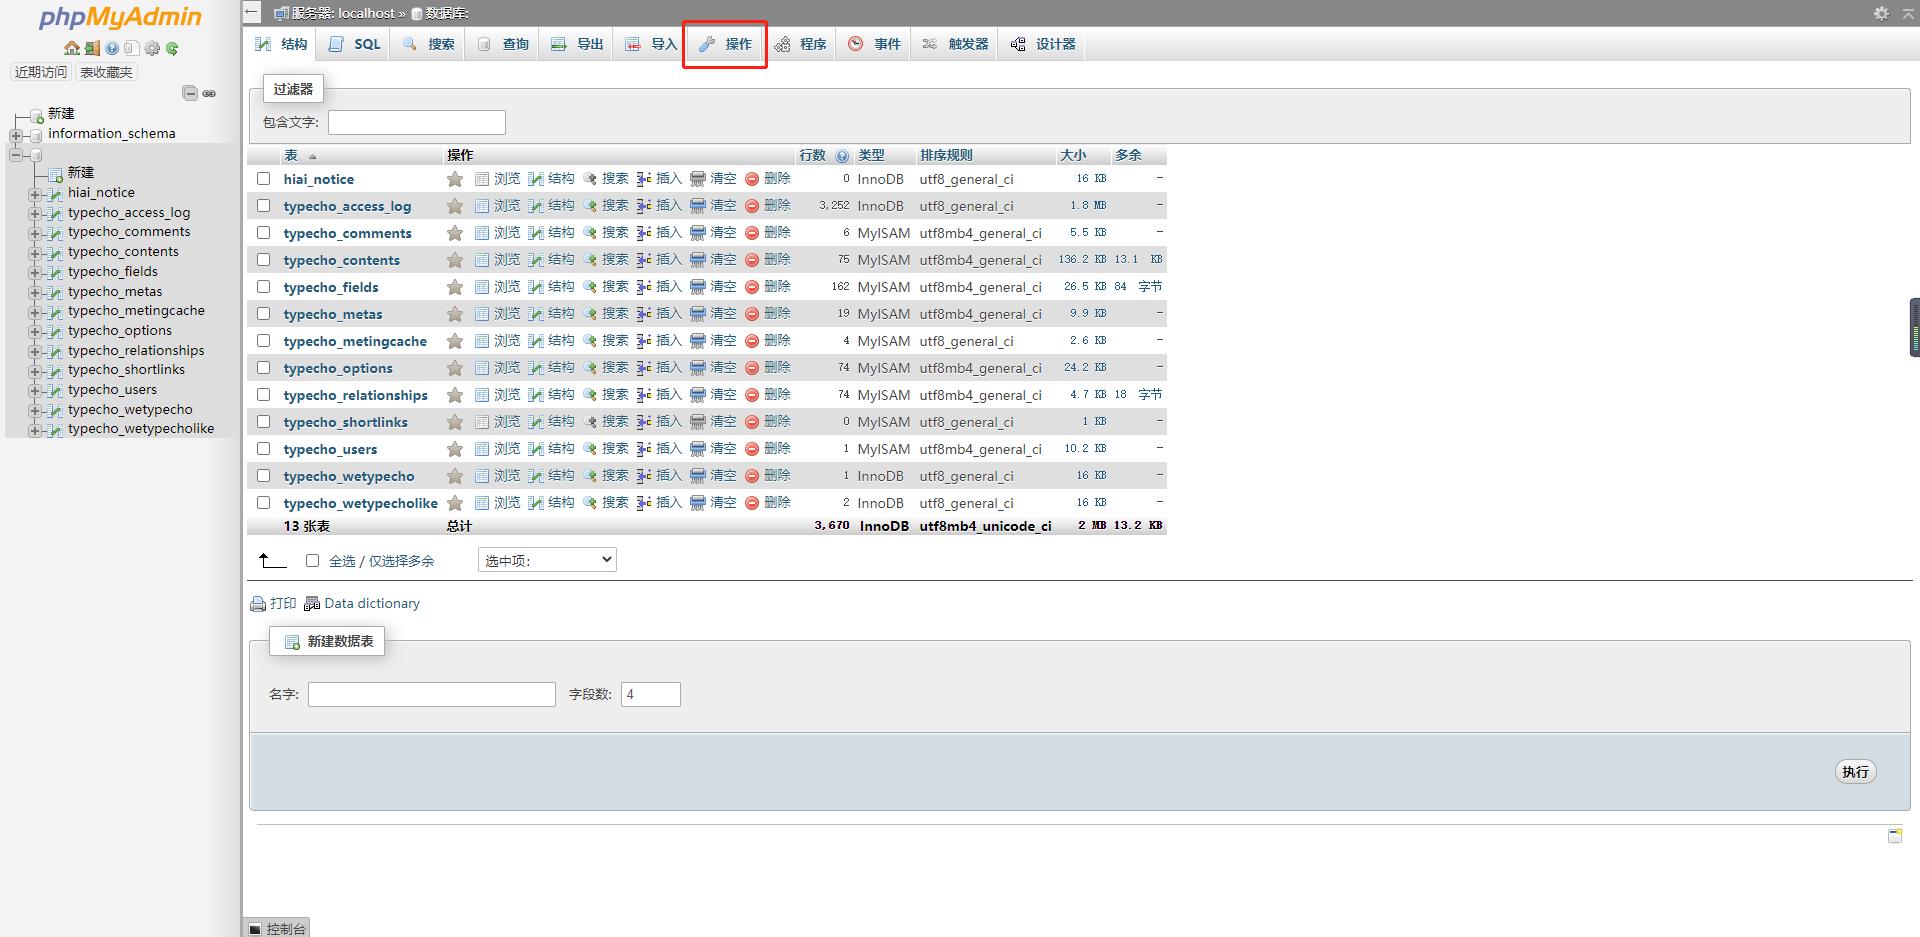 phpMyAdmin
近期访问 表收藏夹
新建
information_schema
新建
hiai_notice
typecho_access_log
typecho_comments
typecho_contents
typecho_fields
typecho_metas
typecho_metingcache
typecho_options
typecho_relationships
typecho_shortlinks
typecho_users
typecho_wetypecho
typecho_wetypecholike
服务器: localhost » 数据库:
结构 SQL 搜索 查询 导出 导入 操作 程序 事件 触发器 设计器
过滤器
包含文字:
表 操作 行数 类型 排序规则 大小 多余
hiai_notice 浏览 结构 搜索 插入 清空 删除 0 InnoDB utf8_general_ci 16 KB -
typecho_access_log 浏览 结构 搜索 插入 清空 删除 3,252 InnoDB utf8_general_ci 1.8 MB -
typecho_comments 浏览 结构 搜索 插入 清空 删除 6 MyISAM utf8mb4_general_ci 5.5 KB -
typecho_contents 浏览 结构 搜索 插入 清空 删除 75 MyISAM utf8mb4_general_ci 136.2 KB 13.1 KB
typecho_fields 浏览 结构 搜索 插入 清空 删除 162 MyISAM utf8mb4_general_ci 26.5 KB 84 字节
typecho_metas 浏览 结构 搜索 插入 清空 删除 19 MyISAM utf8mb4_general_ci 9.9 KB -
typecho_metingcache 浏览 结构 搜索 插入 清空 删除 4 MyISAM utf8_general_ci 2.6 KB -
typecho_options 浏览 结构 搜索 插入 清空 删除 74 MyISAM utf8mb4_general_ci 24.2 KB -
typecho_relationships 浏览 结构 搜索 插入 清空 删除 74 MyISAM utf8mb4_general_ci 4.7 KB 18 字节
typecho_shortlinks 浏览 结构 搜索 插入 清空 删除 0 MyISAM utf8_general_ci 1 KB -
typecho_users 浏览 结构 搜索 插入 清空 删除 1 MyISAM utf8mb4_general_ci 10.2 KB -
typecho_wetypecho 浏览 结构 搜索 插入 清空 删除 1 InnoDB utf8_general_ci 16 KB -
typecho_wetypecholike 浏览 结构 搜索 插入 清空 删除 2 InnoDB utf8_general_ci 16 KB -
13 张表 总计 3,670 InnoDB utf8mb4_unicode_ci 2 MB 13.2 KB
全选 / 仅选择多余 选中项:
打印 Data dictionary
新建数据表
名字: 字段数: 4
执行
控制台